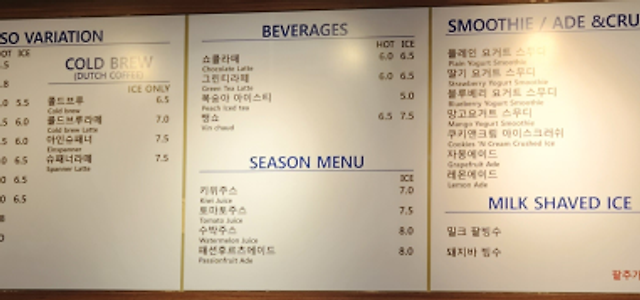 SO VARIATION
OT ICE
.5
.8
.0 5.5
.0 6.5
.5 6.5
.0 6.5
.0 6.5
0
COLD BREW
(DUTCH COFFEE)
ICE ONLY
콜드브루 6.5
Cold brew
콜드브루라떼 7.0
Cold brew Latte
아인슈패너 7.5
Einspanner
슈패너라떼 7.5
Spanner Latte
BEVERAGES
HOT ICE
쇼콜라떼 6.0 6.5
Chocolate Latte
그린티라떼 6.0 6.5
Green Tea Latte
복숭아 아이스티 5.0
Peach Iced tea
뱅쇼 6.5 7.5
Vin chaud
SEASON MENU
ICE
키위주스 7.0
Kiwi Juice
토마토주스 7.5
Tomato Juice
수박주스 8.0
Watermelon Juice
패션후르츠에이드 8.0
Passionfruit Ade
SMOOTHIE / ADE &CRU
플레인 요거트 스무디
Plain Yogurt Smoothie
딸기 요거트 스무디
Strawberry Yogurt Smoothie
블루베리 요거트 스무디
Blueberry Yogurt Smoothie
망고요거트 스무디
Mango Yogurt Smoothie
쿠키앤크림 아이스크러쉬
Cookies 'N Cream Crushed Ice
자몽에이드
Grapefruit Ade
레몬에이드
Lemon Ade
MILK SHAVED ICE
밀크 팥빙수
돼지바 빙수
팥추가